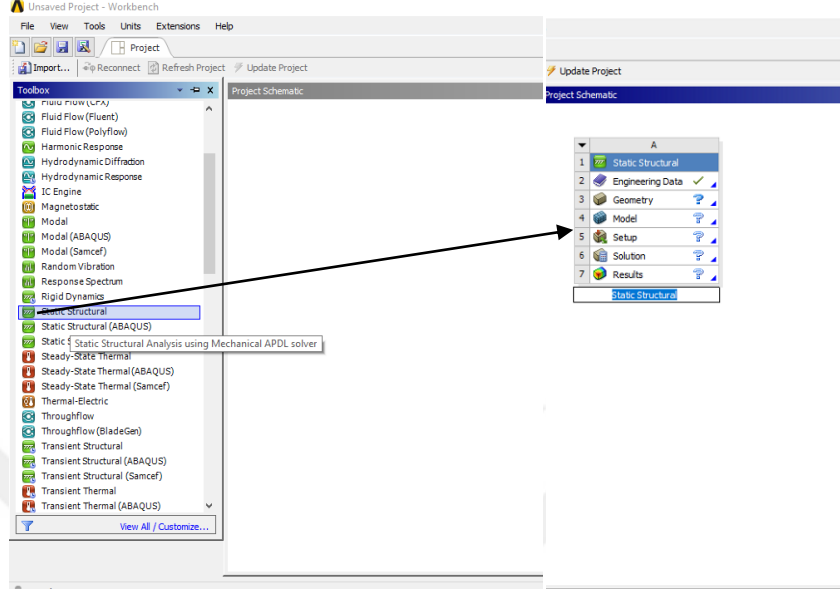 Unsaved Project - Workbench
File View Tools Units Extensions Help
Project
Import... Reconnect Refresh Project Update Project
Toolbox
Project Schematic
Fluid Flow (CFX)
Fluid Flow (Fluent)
Fluid Flow (Polyflow)
Harmonic Response
Hydrodynamic Diffraction
Hydrodynamic Response
IC Engine
Magnetostatic
Modal
Modal (ABAQUS)
Modal (Samcef)
Random Vibration
Response Spectrum
Rigid Dynamics
Static Structural
Static Structural (ABAQUS)
Static S
Static Structural Analysis using Mechanical APDL solver
Steady-State Thermal
Steady-State Thermal (ABAQUS)
Steady-State Thermal (Samcef)
Thermal-Electric
Throughflow
Throughflow (BladeGen)
Transient Structural
Transient Structural (ABAQUS)
Transient Structural (Samcef)
Transient Thermal
Transient Thermal (ABAQUS)
View All / Customize...
Update Project
Project Schematic
A
1 Static Structural
2 Engineering Data
3 Geometry
4 Model
5 Setup
6 Solution
7 Results
Static Structural